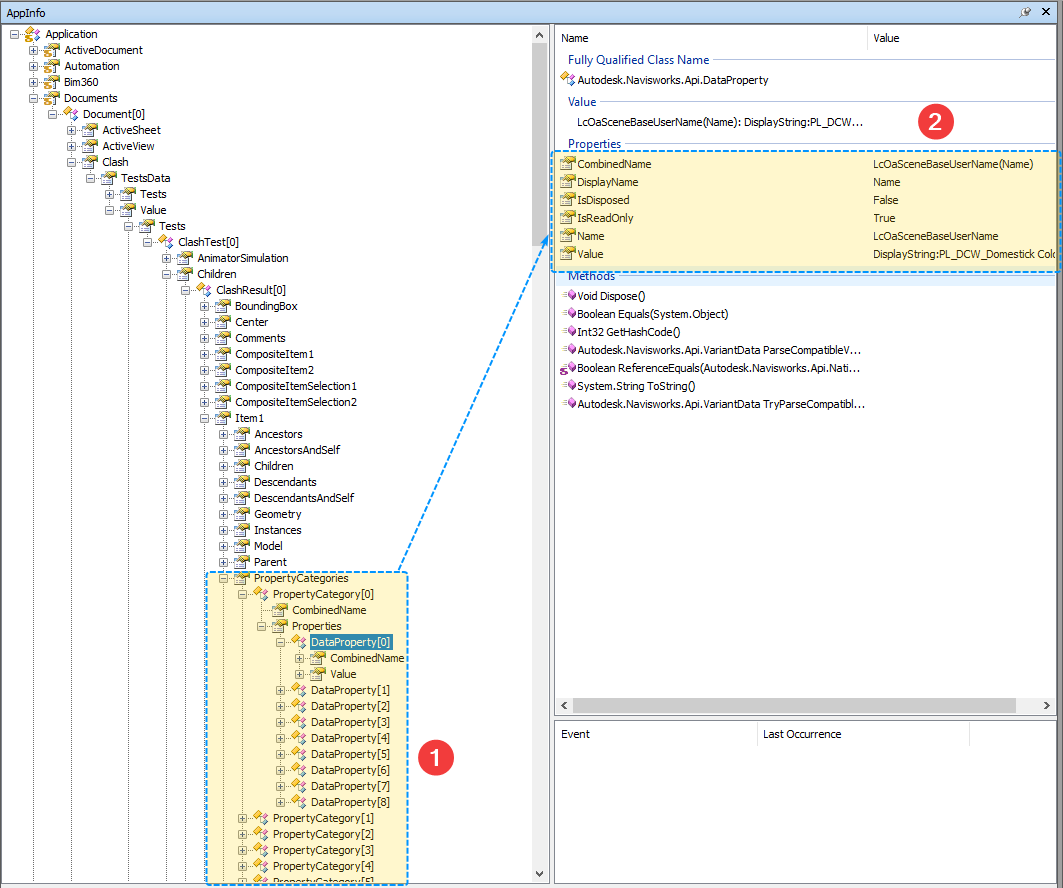 AppInfo
Application
ActiveDocument
Automation
Bim360
Documents
Document[0]
ActiveSheet
ActiveView
Clash
TestsData
Tests
Value
Tests
ClashTest[0]
AnimatorSimulation
Children
ClashResult[0]
BoundingBox
Center
Comments
CompositeItem1
CompositeItem2
CompositeItemSelection1
CompositeItemSelection2
Item1
Ancestors
AncestorsAndSelf
Children
Descendants
DescendantsAndSelf
Geometry
Instances
Model
Parent
PropertyCategories
PropertyCategory[0]
CombinedName
Properties
DataProperty[0]
CombinedName
Value
DataProperty[1]
DataProperty[2]
DataProperty[3]
DataProperty[4]
DataProperty[5]
DataProperty[6]
DataProperty[7]
DataProperty[8]
PropertyCategory[1]
PropertyCategory[2]
PropertyCategory[3]
PropertyCategory[4]
PropertyCategory[5]
1
Name Value
Fully Qualified Class Name
Autodesk.Navisworks.Api.DataProperty
Value
LcOaSceneBaseUserName(Name): DisplayString:PL_DCW...
2
Properties
CombinedName LcOaSceneBaseUserName(Name)
DisplayName Name
IsDisposed False
IsReadOnly True
Name LcOaSceneBaseUserName
Value DisplayString:PL_DCW_Domestick Colo
Methods
Void Dispose()
Boolean Equals(System.Object)
Int32 GetHashCode()
Autodesk.Navisworks.Api.VariantData ParseCompatibleV...
Boolean ReferenceEquals(Autodesk.Navisworks.Api.Nati...
System.String ToString()
Autodesk.Navisworks.Api.VariantData TryParseCompatibl...
Event Last Occurrence